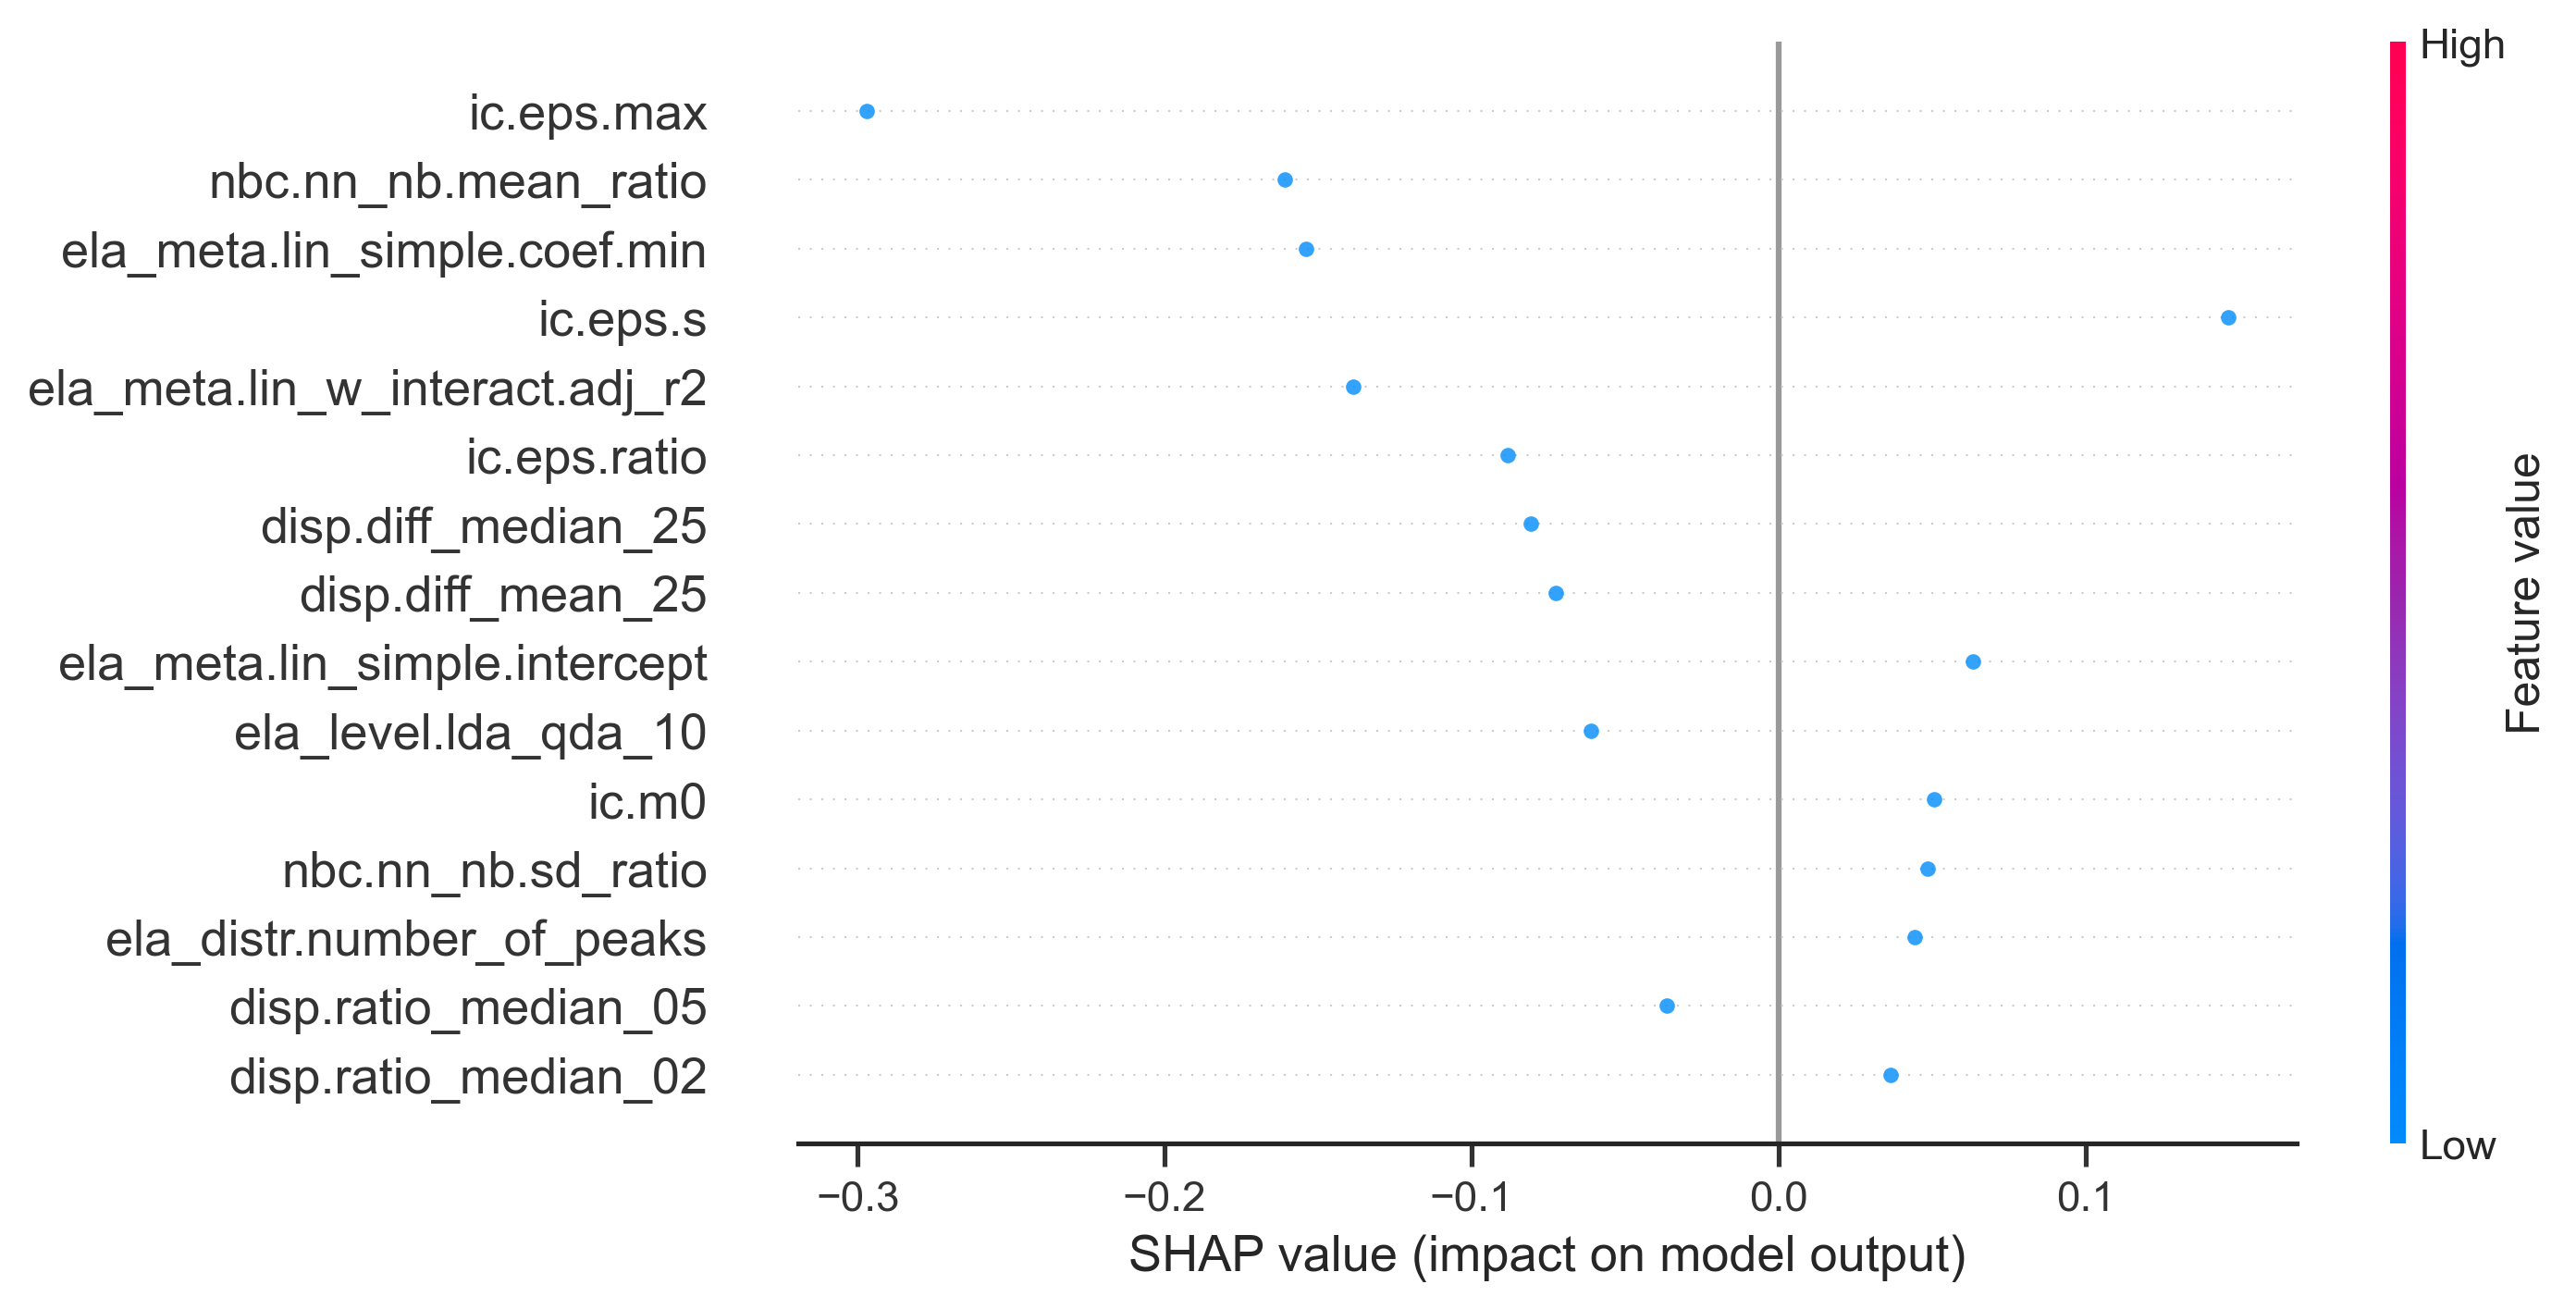 High
ic.eps.max
nbc.nn_nb.mean_ratio
ela_meta.lin_simple.coef.min
ic.eps.s
ela_meta.lin_w_interact.adj_r2
ic.eps.ratio
disp.diff_median_25
disp.diff_mean_25
ela_meta.lin_simple.intercept
ela_level.lda_qda_10
ic.m0
nbc.nn_nb.sd_ratio
ela_distr.number_of_peaks
disp.ratio_median_05
disp.ratio_median_02
Feature value
Low
−0.3 −0.2 −0.1 0.0 0.1
SHAP value (impact on model output)